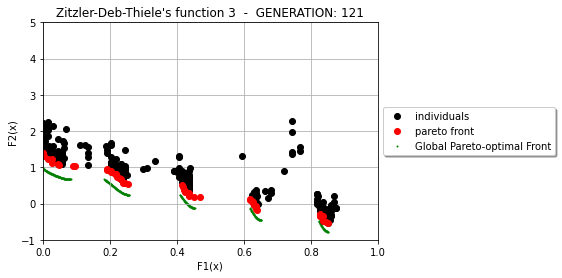 Zitzler-Deb-Thiele's function 3 - GENERATION: 121
5
4
3
2
1
0
-1
F2(x)
0.0 0.2 0.4 0.6 0.8 1.0
F1(x)
individuals
pareto front
Global Pareto-optimal Front